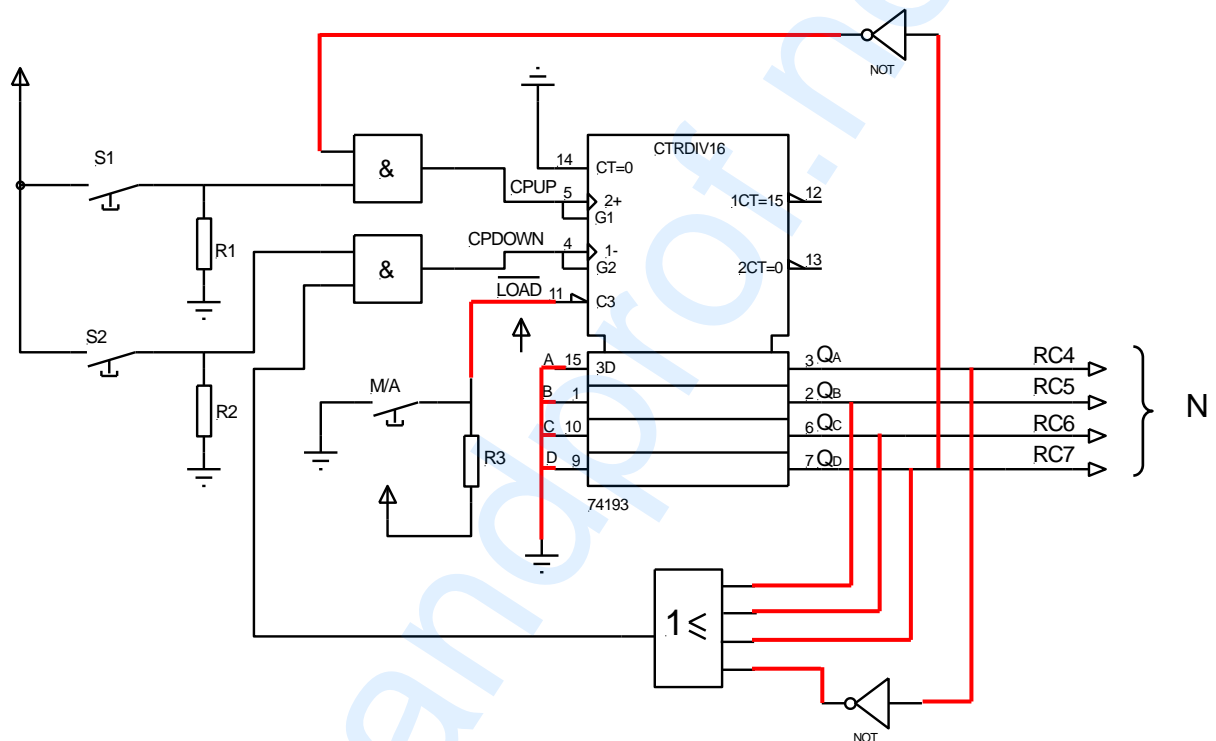 NOT
S1
&
14
CT=0
CTRDIV16
CPUP
5
2+
G1
1CT=15
12
R1
CPDOWN
4
1-
G2
2CT=0
13
&
LOAD
11
C3
S2
A
15
3D
3
QA
RC4
M/A
B
1
2
QB
RC5
N
R2
C
10
6
QC
RC6
R3
D
9
7
QD
RC7
74193
1≤
NOT
andprof.n